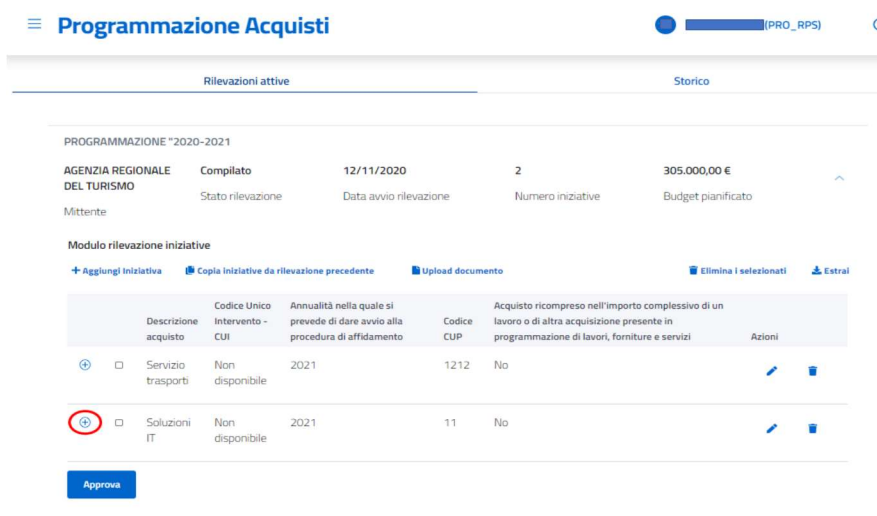 Programmazione Acquisti
(PRO_RPS)
Rilevazioni attive
Storico
PROGRAMMAZIONE "2020-2021
AGENZIA REGIONALE DEL TURISMO
Mittente
Compilato
Stato rilevazione
12/11/2020
Data avvio rilevazione
2
Numero iniziative
305.000,00 €
Budget pianificato
Modulo rilevazione iniziative
+ Aggiungi Iniziativa
Copia iniziative da rilevazione precedente
Upload documento
Elimina i selezionati
Estrai
Descrizione acquisto
Codice Unico Intervento - CUI
Annualità nella quale si prevede di dare avvio alla procedura di affidamento
Codice CUP
Acquisto ricompreso nell'importo complessivo di un lavoro o di altra acquisizione presente in programmazione di lavori, forniture e servizi
Azioni
Servizio trasporti
Non disponibile
2021
1212
No
Soluzioni IT
Non disponibile
2021
11
No
Approva